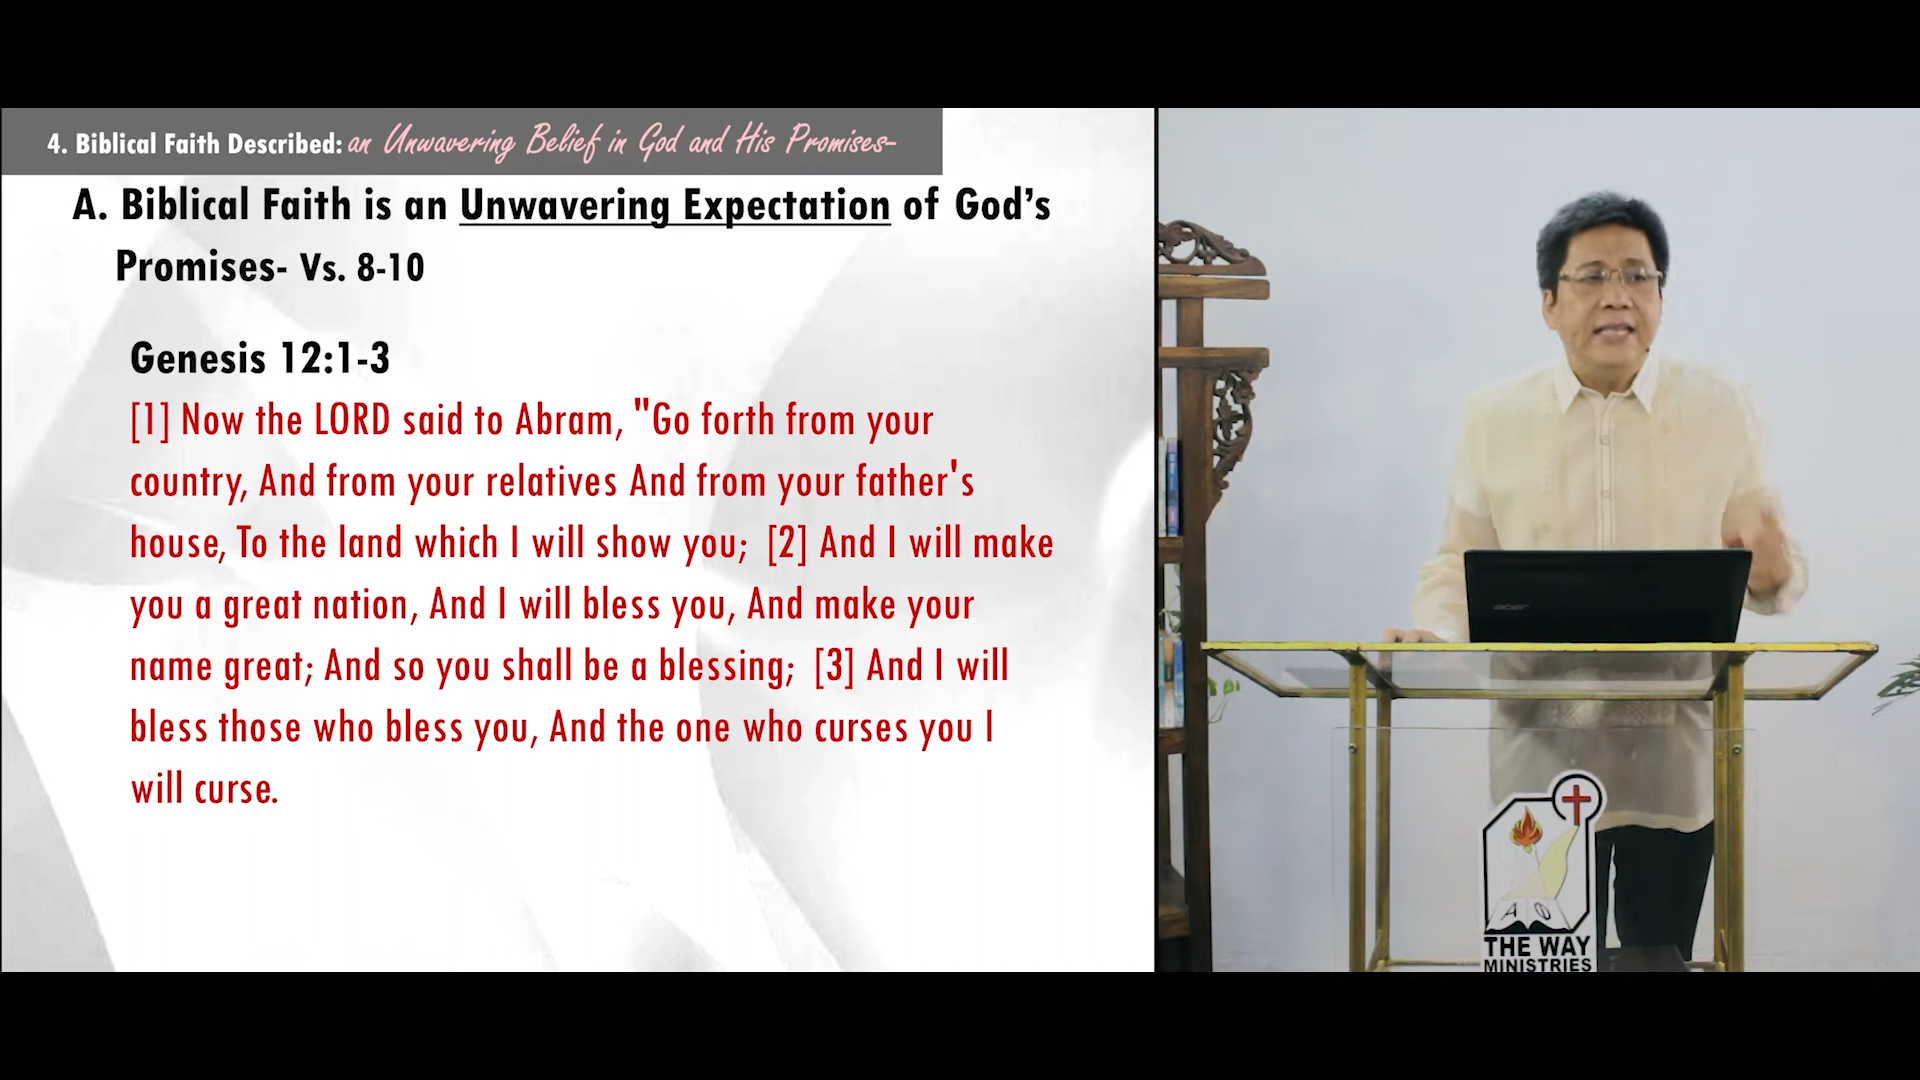 4. Biblical Faith Described: an Unwavering Belief in God and His Promises-
A. Biblical Faith is an Unwavering Expectation of God’s
Promises- Vs. 8-10
Genesis 12:1-3
[1] Now the LORD said to Abram, "Go forth from your
country, And from your relatives And from your father's
house, To the land which I will show you; [2] And I will make
you a great nation, And I will bless you, And make your
name great; And so you shall be a blessing; [3] And I will
bless those who bless you, And the one who curses you I
will curse.
acer
THE WAY
MINISTRIES